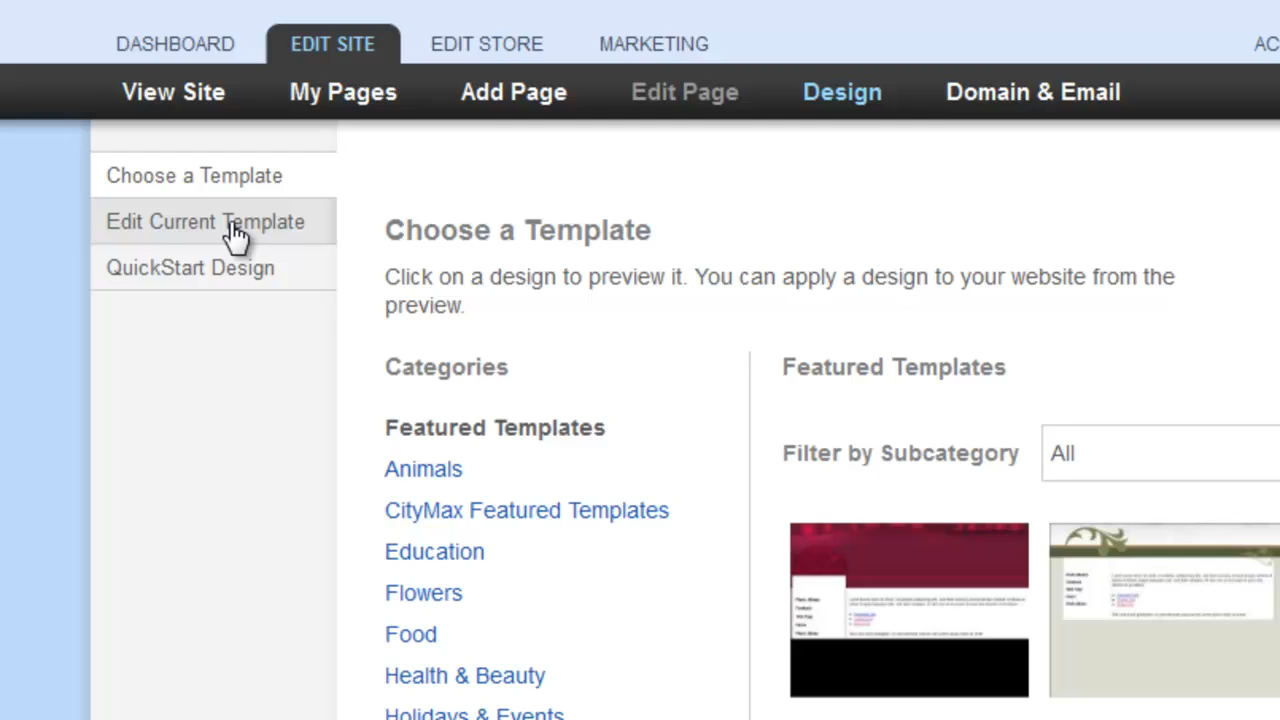 DASHBOARD EDIT SITE EDIT STORE MARKETING AC
View Site My Pages Add Page Edit Page Design Domain & Email
Choose a Template
Edit Current Template
QuickStart Design
Choose a Template
Click on a design to preview it. You can apply a design to your website from the
preview.
Categories
Featured Templates
Animals
CityMax Featured Templates
Education
Flowers
Food
Health & Beauty
Holidays & Events
Featured Templates
Filter by Subcategory All